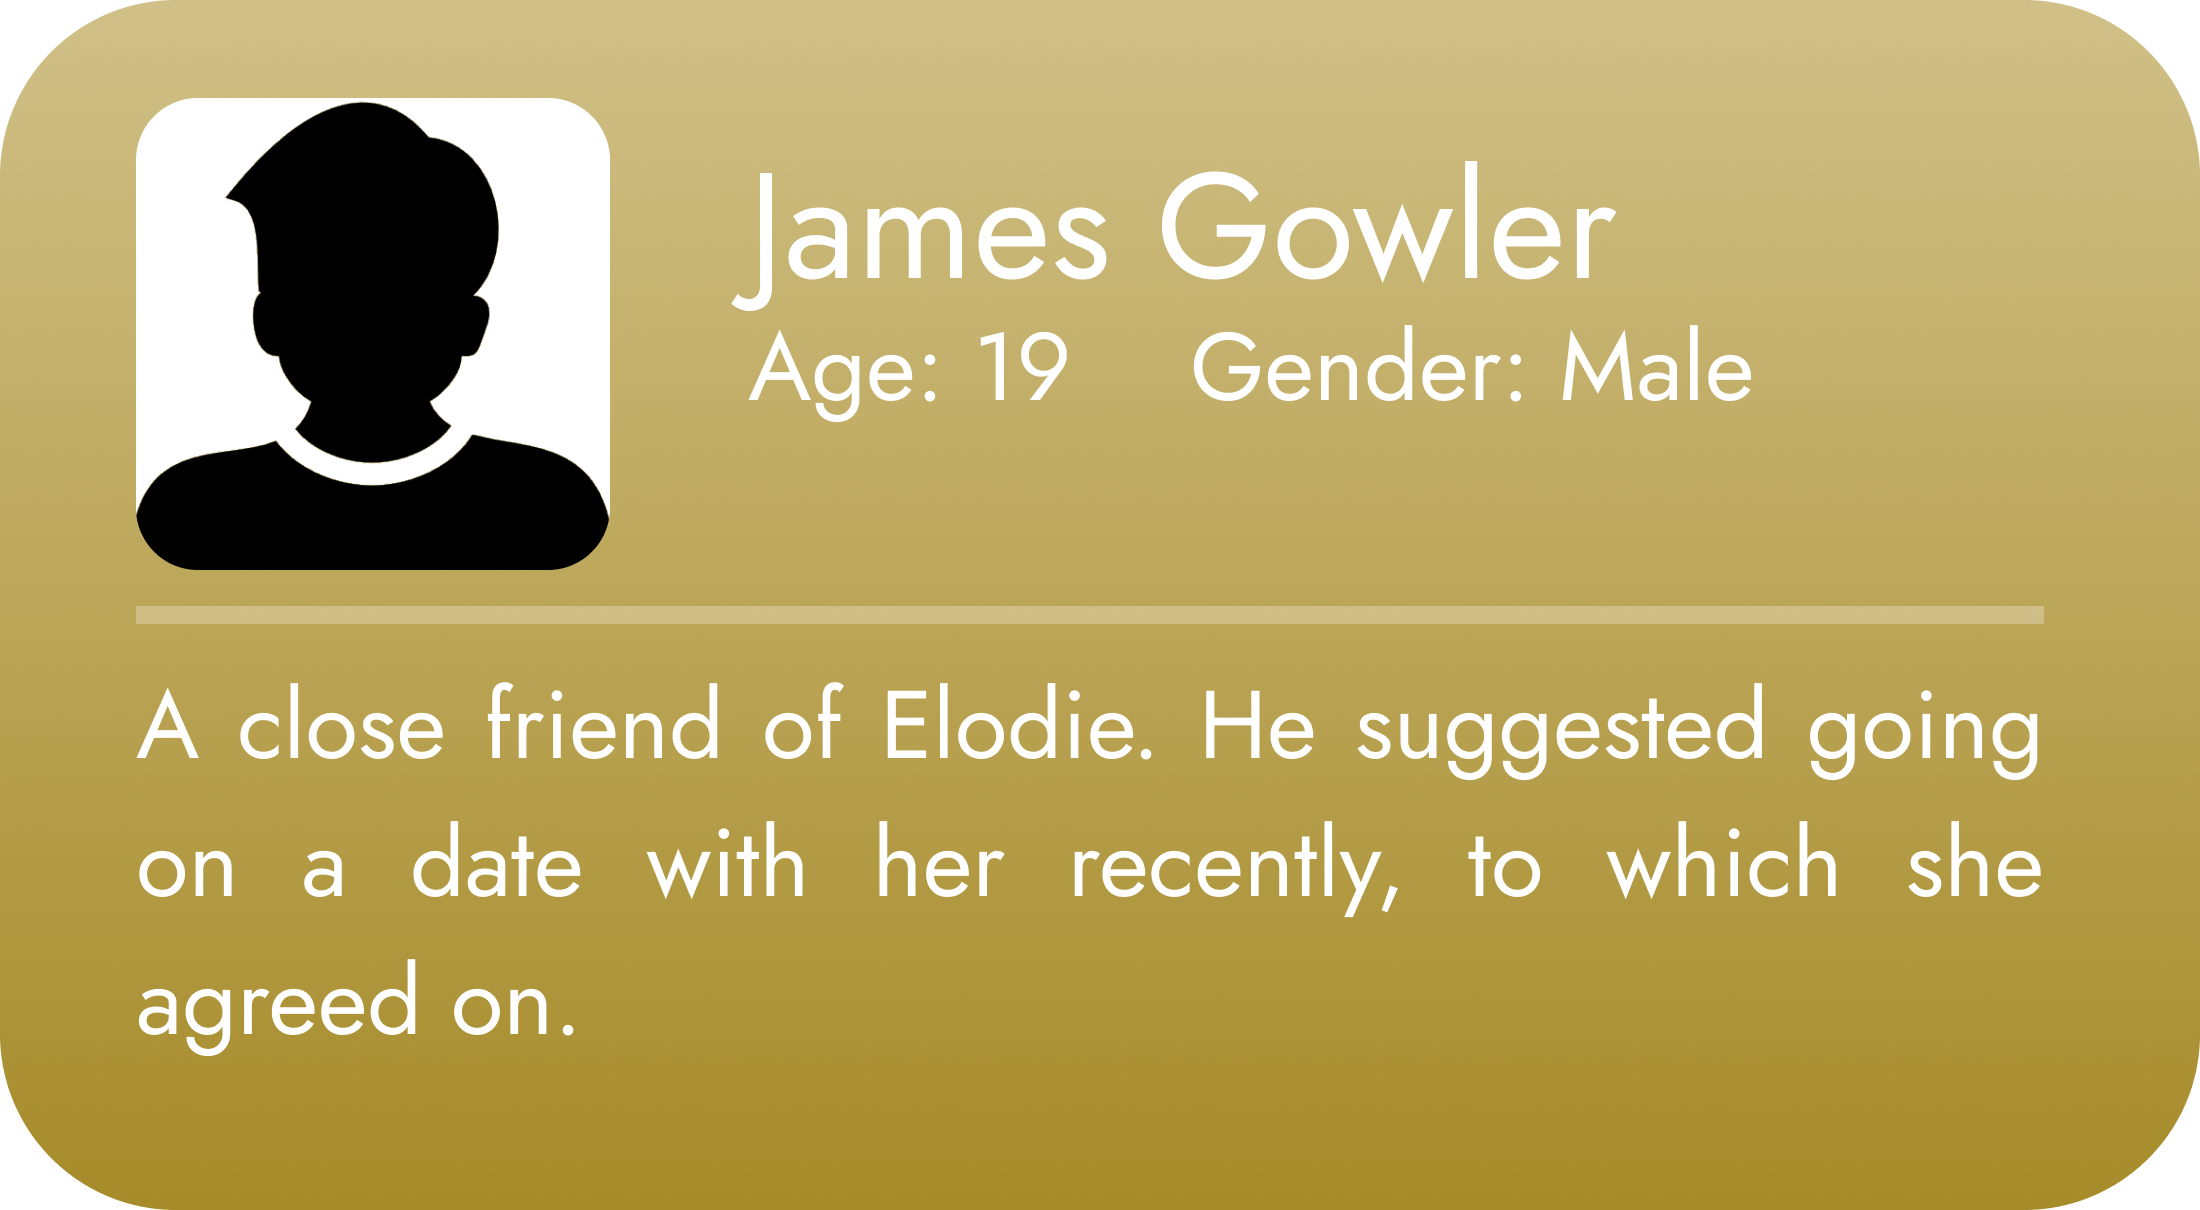 James Gowler
Age: 19 Gender: Male
A close friend of Elodie. He suggested going
on a date with her recently, to which she
agreed on.